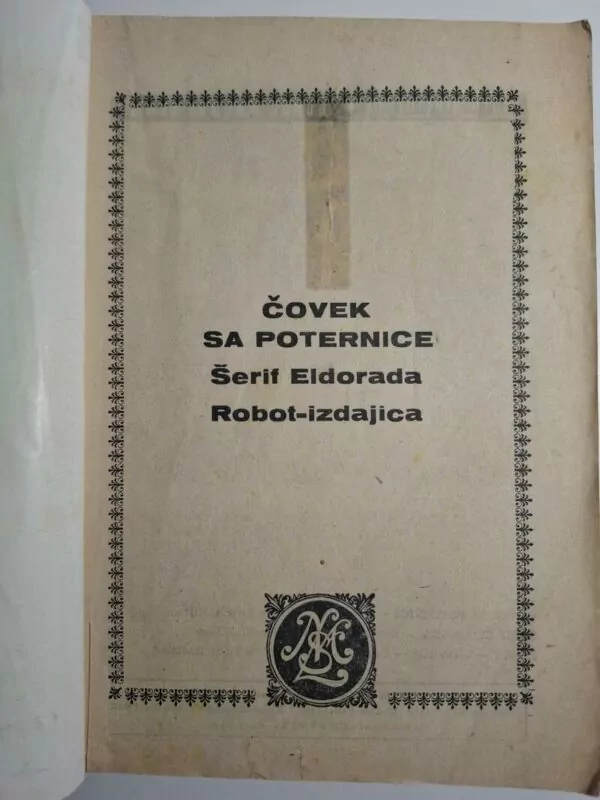 ČOVEK
SA POTERNICE
Šerif Eldorada
Robot-izdajica